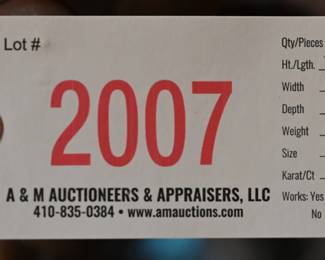 Lot #
2007
A & M AUCTIONEERS & APPRAISERS, LLC
410-835-0384 • www.amauctions.com
Qty/Pieces
Ht./Lgth.
Width
Depth
Weight
Size
Karat/Ct
Works: Yes
No